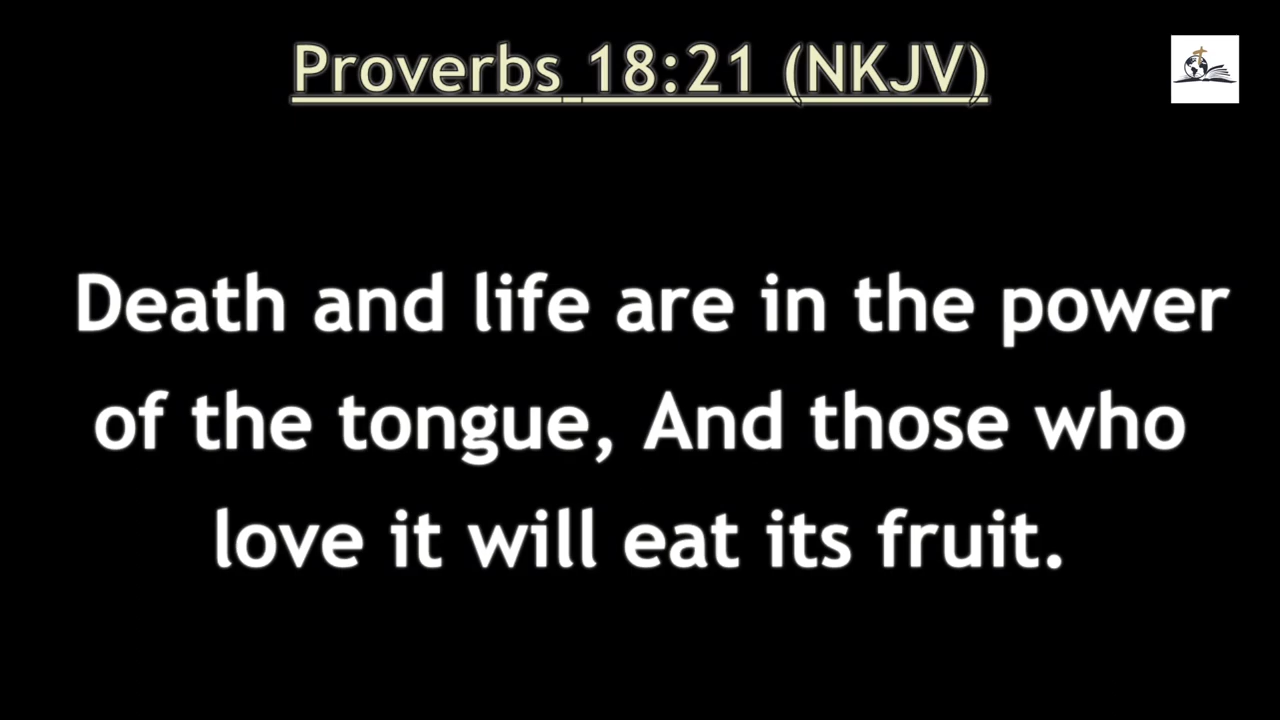 Proverbs 18:21 (NKJV)
Death and life are in the power
of the tongue, And those who
love it will eat its fruit.